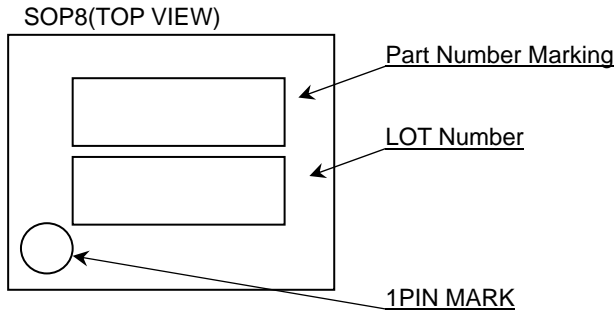 SOP8(TOP VIEW)
Part Number Marking
LOT Number
1PIN MARK